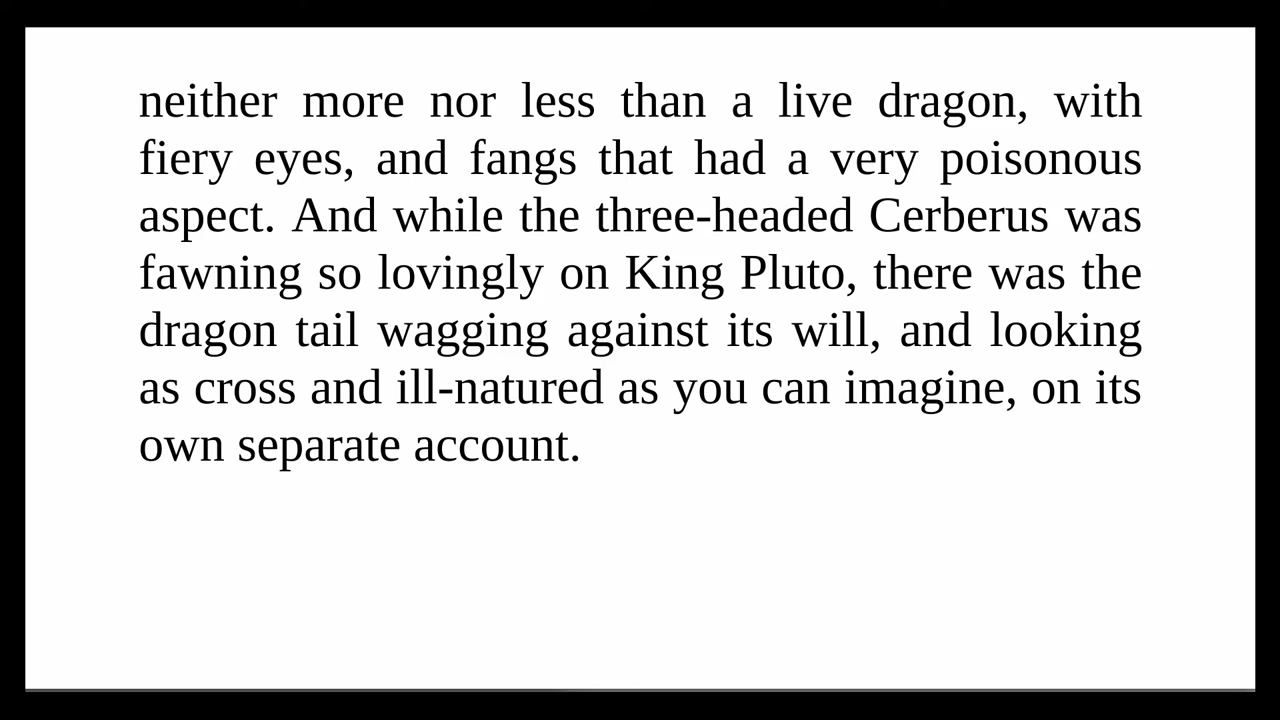 neither more nor less than a live dragon, with
fiery eyes, and fangs that had a very poisonous
aspect. And while the three-headed Cerberus was
fawning so lovingly on King Pluto, there was the
dragon tail wagging against its will, and looking
as cross and ill-natured as you can imagine, on its
own separate account.